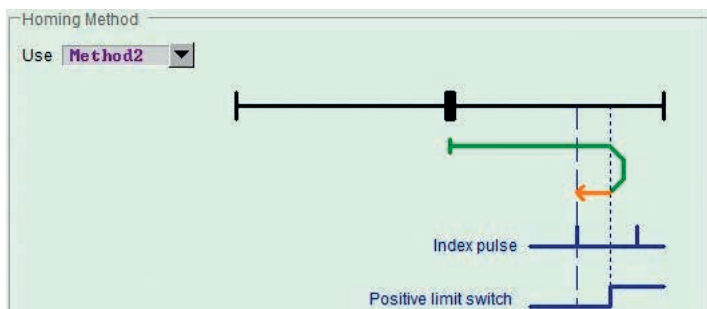 Homing Method
Use Method2
Index pulse
Positive limit switch